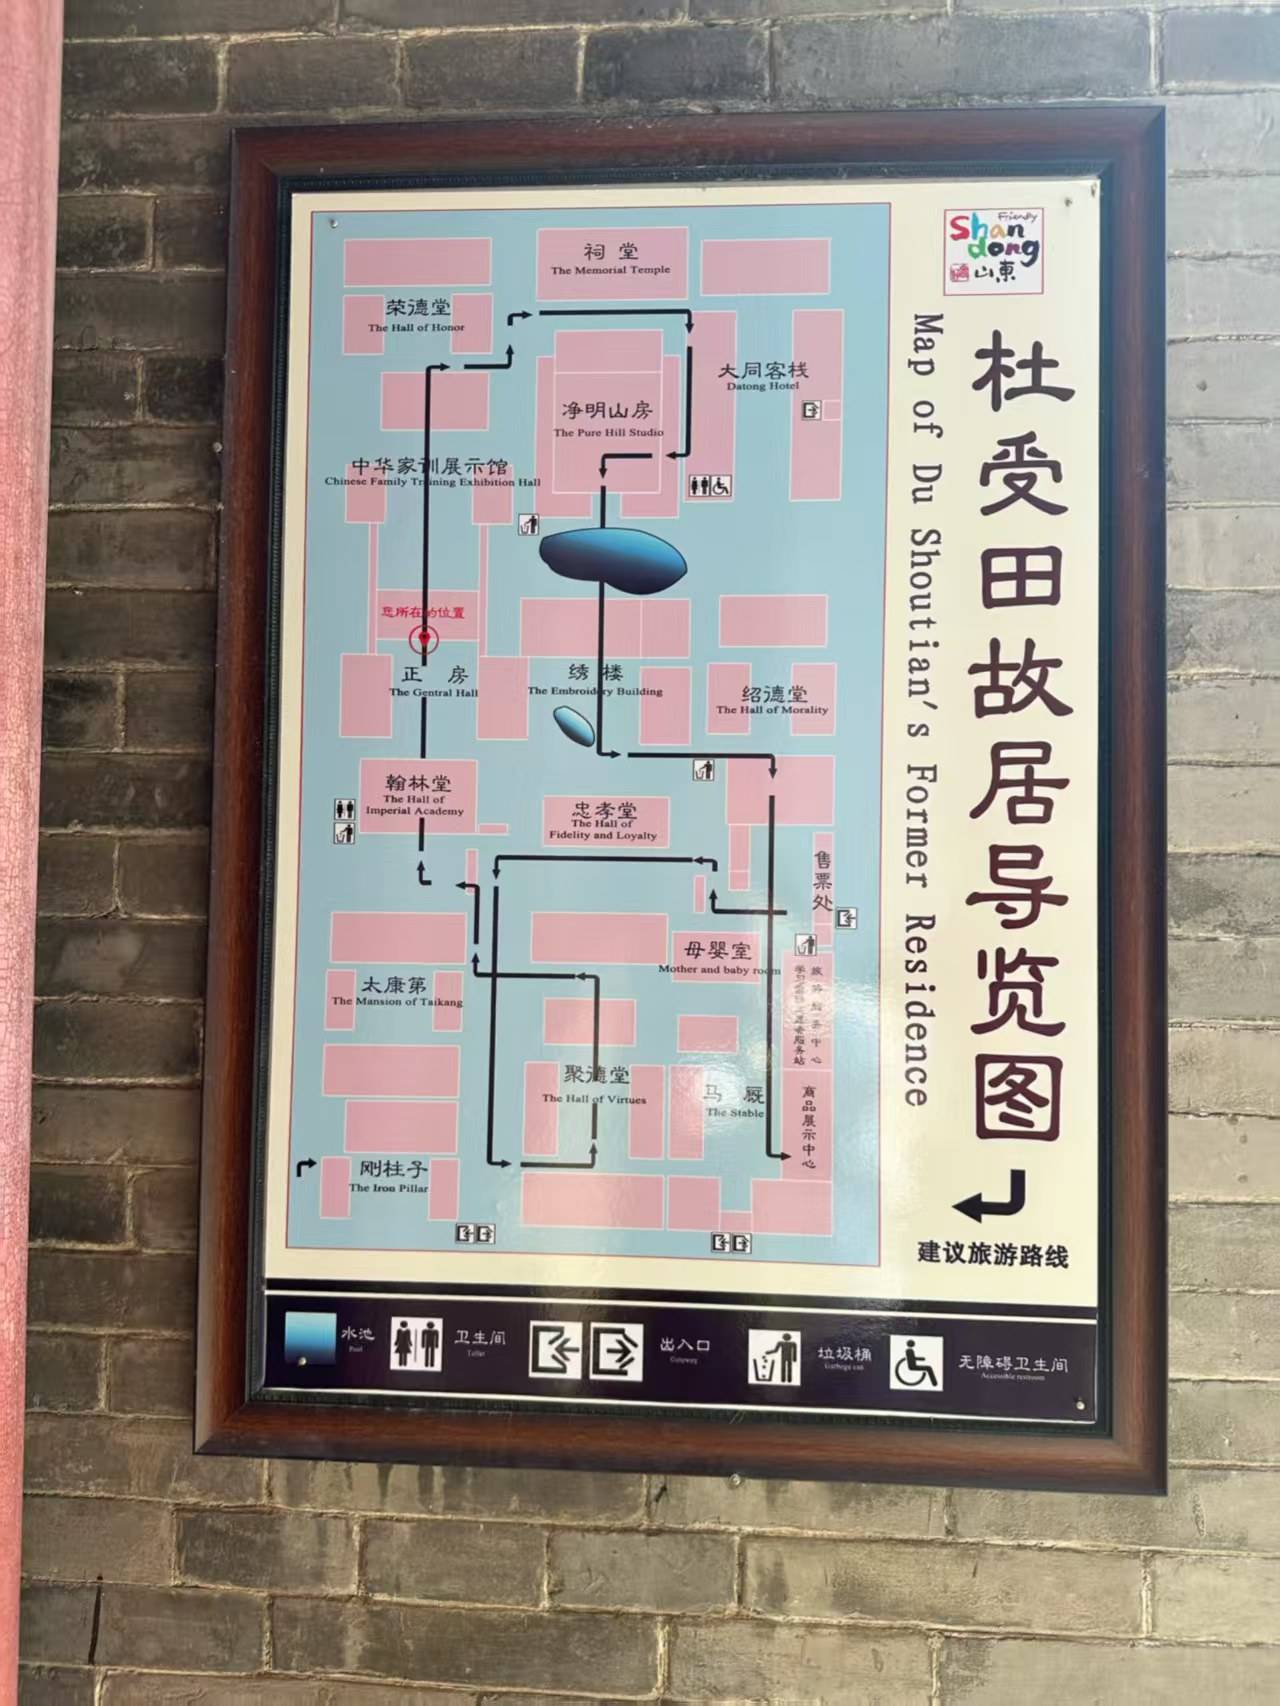 Friendly
Shan
dong
山東
杜受田故居导览图
Map of Du Shoutian's Former Residence
祠堂
The Memorial Temple
荣德堂
The Hall of Honor
大同客栈
Datong Hotel
净明山房
The Pure Hill Studio
中华家训展示馆
Chinese Family Training Exhibition Hall
您所在的位置
正房
The Gentral Hall
绣楼
The Embroidery Building
绍德堂
The Hall of Morality
翰林堂
The Hall of
Imperial Academy
忠孝堂
The Hall of
Fidelity and Loyalty
售票处
母婴室
Mother and baby room
太康第
The Mansion of Taikang
聚德堂
The Hall of Virtues
马厩
The Stable
商品展示中心
刚柱子
The Iron Pillar
建议旅游路线
水池
Pool
卫生间
Toilet
出入口
Gateway
垃圾桶
Garbage can
无障碍卫生间
Accessible restroom